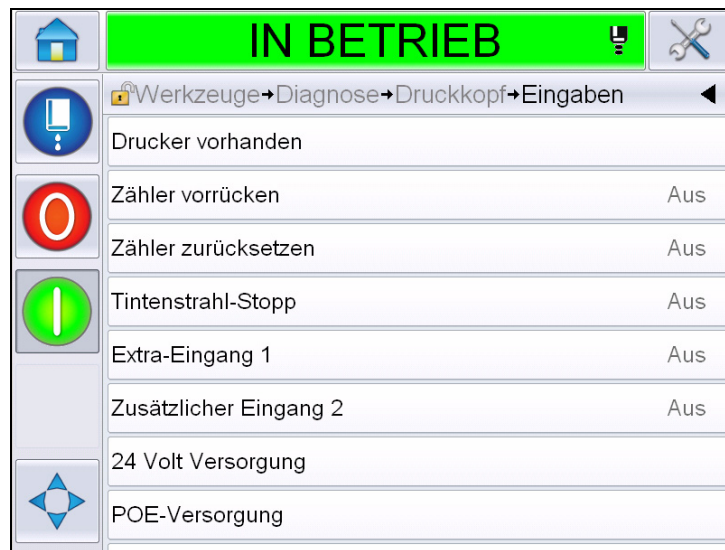 IN BETRIEB
Werkzeuge→Diagnose→Druckkopf→Eingaben
Drucker vorhanden
Zähler vorrücken Aus
Zähler zurücksetzen Aus
Tintenstrahl-Stopp Aus
Extra-Eingang 1 Aus
Zusätzlicher Eingang 2 Aus
24 Volt Versorgung
POE-Versorgung